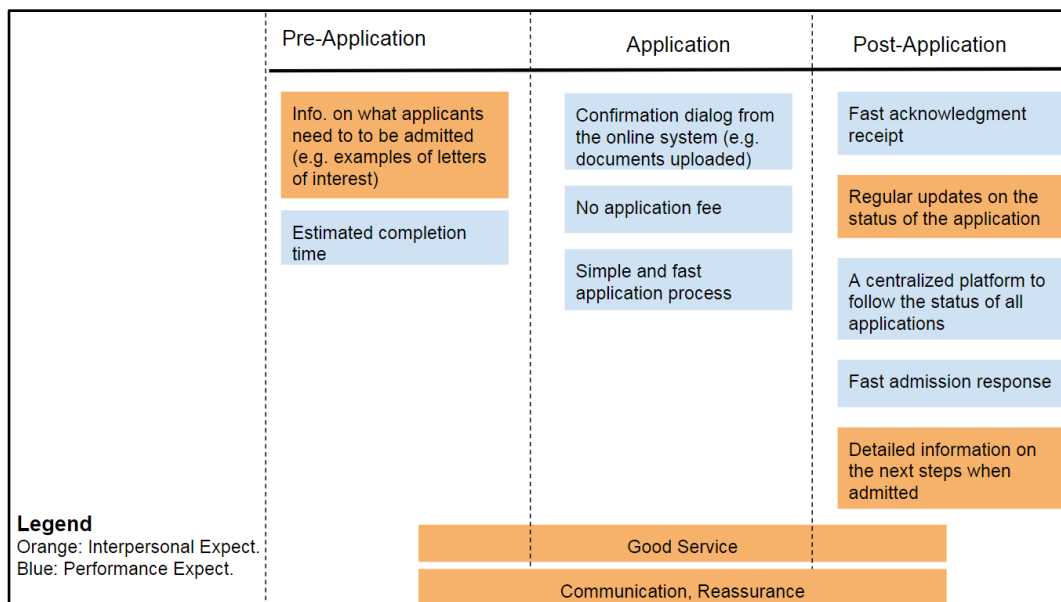 Pre-Application
Application
Post-Application
Info. on what applicants
need to to be admitted
(e.g. examples of letters
of interest)
Estimated completion
time
Confirmation dialog from
the online system (e.g.
documents uploaded)
No application fee
Simple and fast
application process
Fast acknowledgment
receipt
Regular updates on the
status of the application
A centralized platform to
follow the status of all
applications
Fast admission response
Detailed information on
the next steps when
admitted
Legend
Orange: Interpersonal Expect.
Blue: Performance Expect.
Good Service
Communication, Reassurance